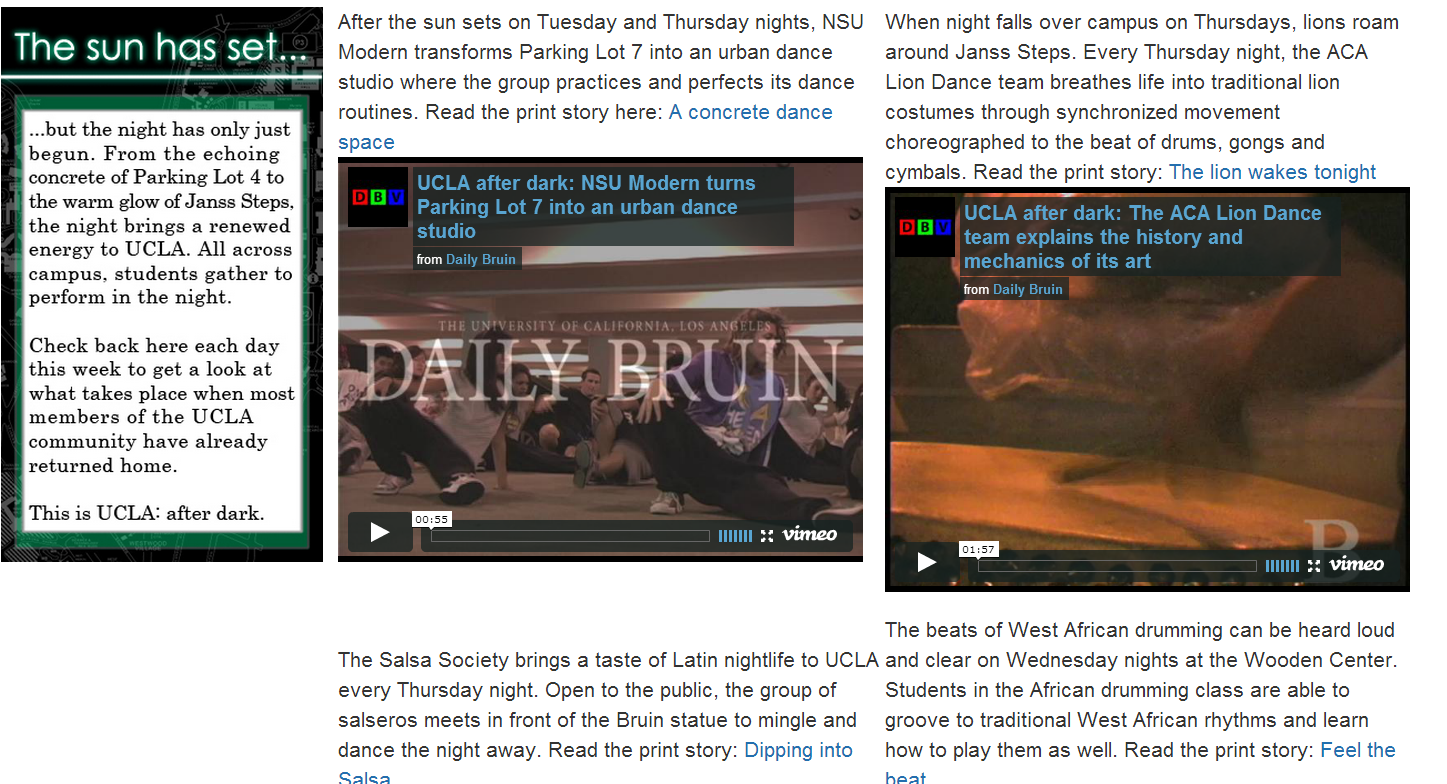 The sun has set...
...but the night has only just
begun. From the echoing
concrete of Parking Lot 4 to
the warm glow of Janss Steps,
the night brings a renewed
energy to UCLA. All across
campus, students gather to
perform in the night.
Check back here each day
this week to get a look at
what takes place when most
members of the UCLA
community have already
returned home.
This is UCLA: after dark.
After the sun sets on Tuesday and Thursday nights, NSU
Modern transforms Parking Lot 7 into an urban dance
studio where the group practices and perfects its dance
routines. Read the print story here: A concrete dance
space
DBV
UCLA after dark: NSU Modern turns
Parking Lot 7 into an urban dance
studio
from Daily Bruin
THE UNIVERSITY OF CALIFORNIA, LOS ANGELES
DAILY BRUIN
00:55
vimeo
The Salsa Society brings a taste of Latin nightlife to UCLA
every Thursday night. Open to the public, the group of
salseros meets in front of the Bruin statue to mingle and
dance the night away. Read the print story: Dipping into
Salsa
When night falls over campus on Thursdays, lions roam
around Janss Steps. Every Thursday night, the ACA
Lion Dance team breathes life into traditional lion
costumes through synchronized movement
choreographed to the beat of drums, gongs and
cymbals. Read the print story: The lion wakes tonight
DBV
UCLA after dark: The ACA Lion Dance
team explains the history and
mechanics of its art
from Daily Bruin
B
01:57
vimeo
The beats of West African drumming can be heard loud
and clear on Wednesday nights at the Wooden Center.
Students in the African drumming class are able to
groove to traditional West African rhythms and learn
how to play them as well. Read the print story: Feel the
beat